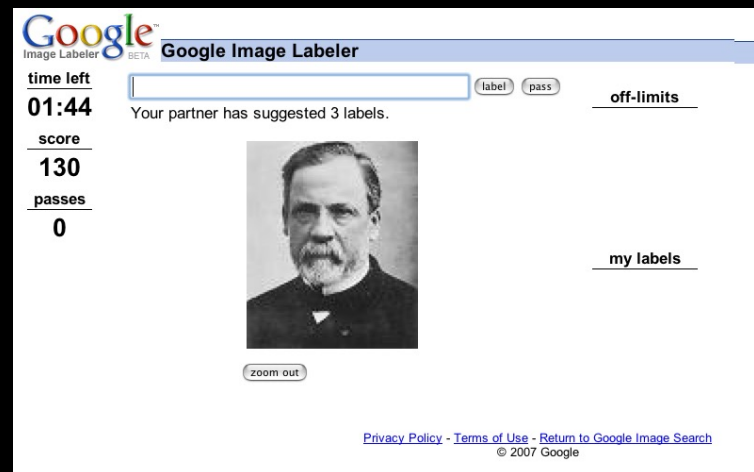 Google™
Image Labeler BETA
Google Image Labeler
time left
01:44
score
130
passes
0
label pass
Your partner has suggested 3 labels.
off-limits
my labels
zoom out
Privacy Policy - Terms of Use - Return to Google Image Search
© 2007 Google